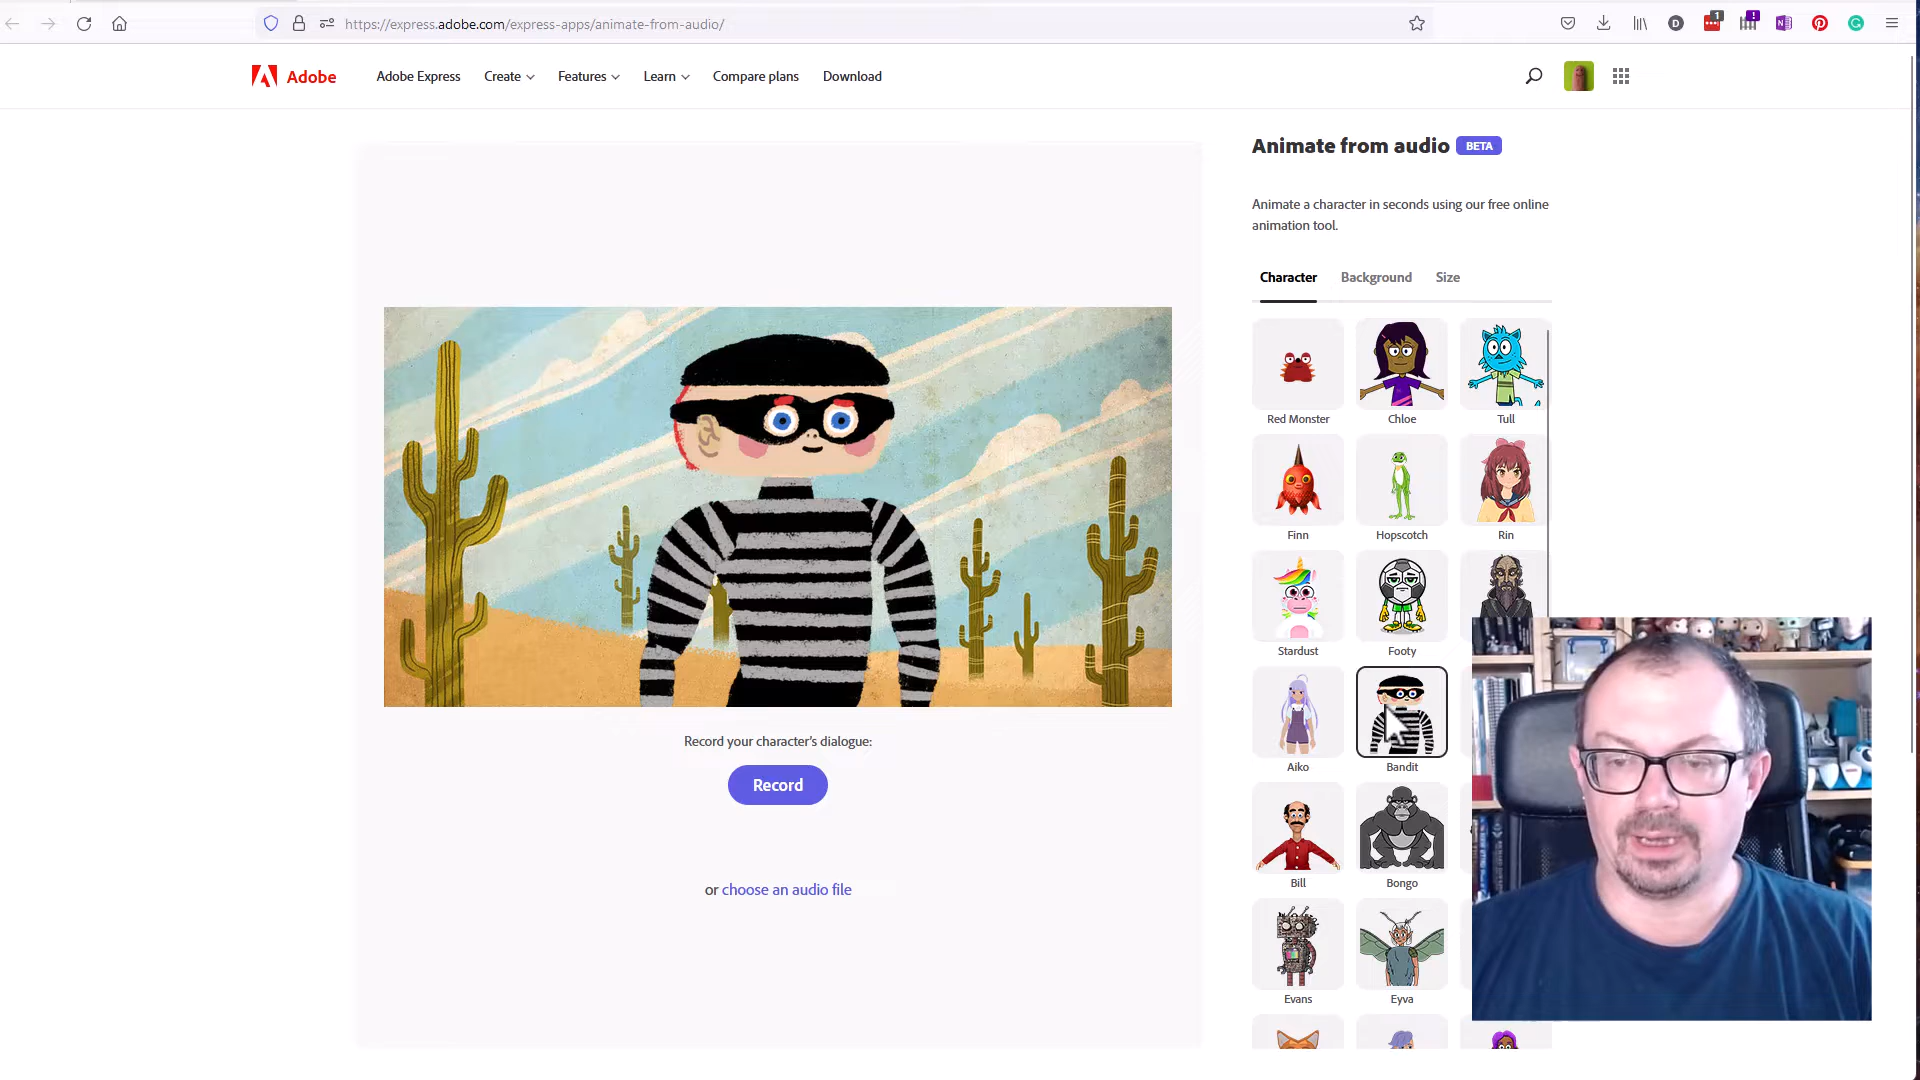 https://express.adobe.com/express-apps/animate-from-audio/
1
!
D
Adobe
Adobe Express
Create
Features
Learn
Compare plans
Download
Animate from audio BETA
Animate a character in seconds using our free online
animation tool.
Character
Background
Size
Red Monster
Chloe
Tull
Finn
Hopscotch
Rin
Stardust
Footy
Aiko
Bandit
Bill
Bongo
Evans
Eyva
Record your character's dialogue:
Record
or choose an audio file